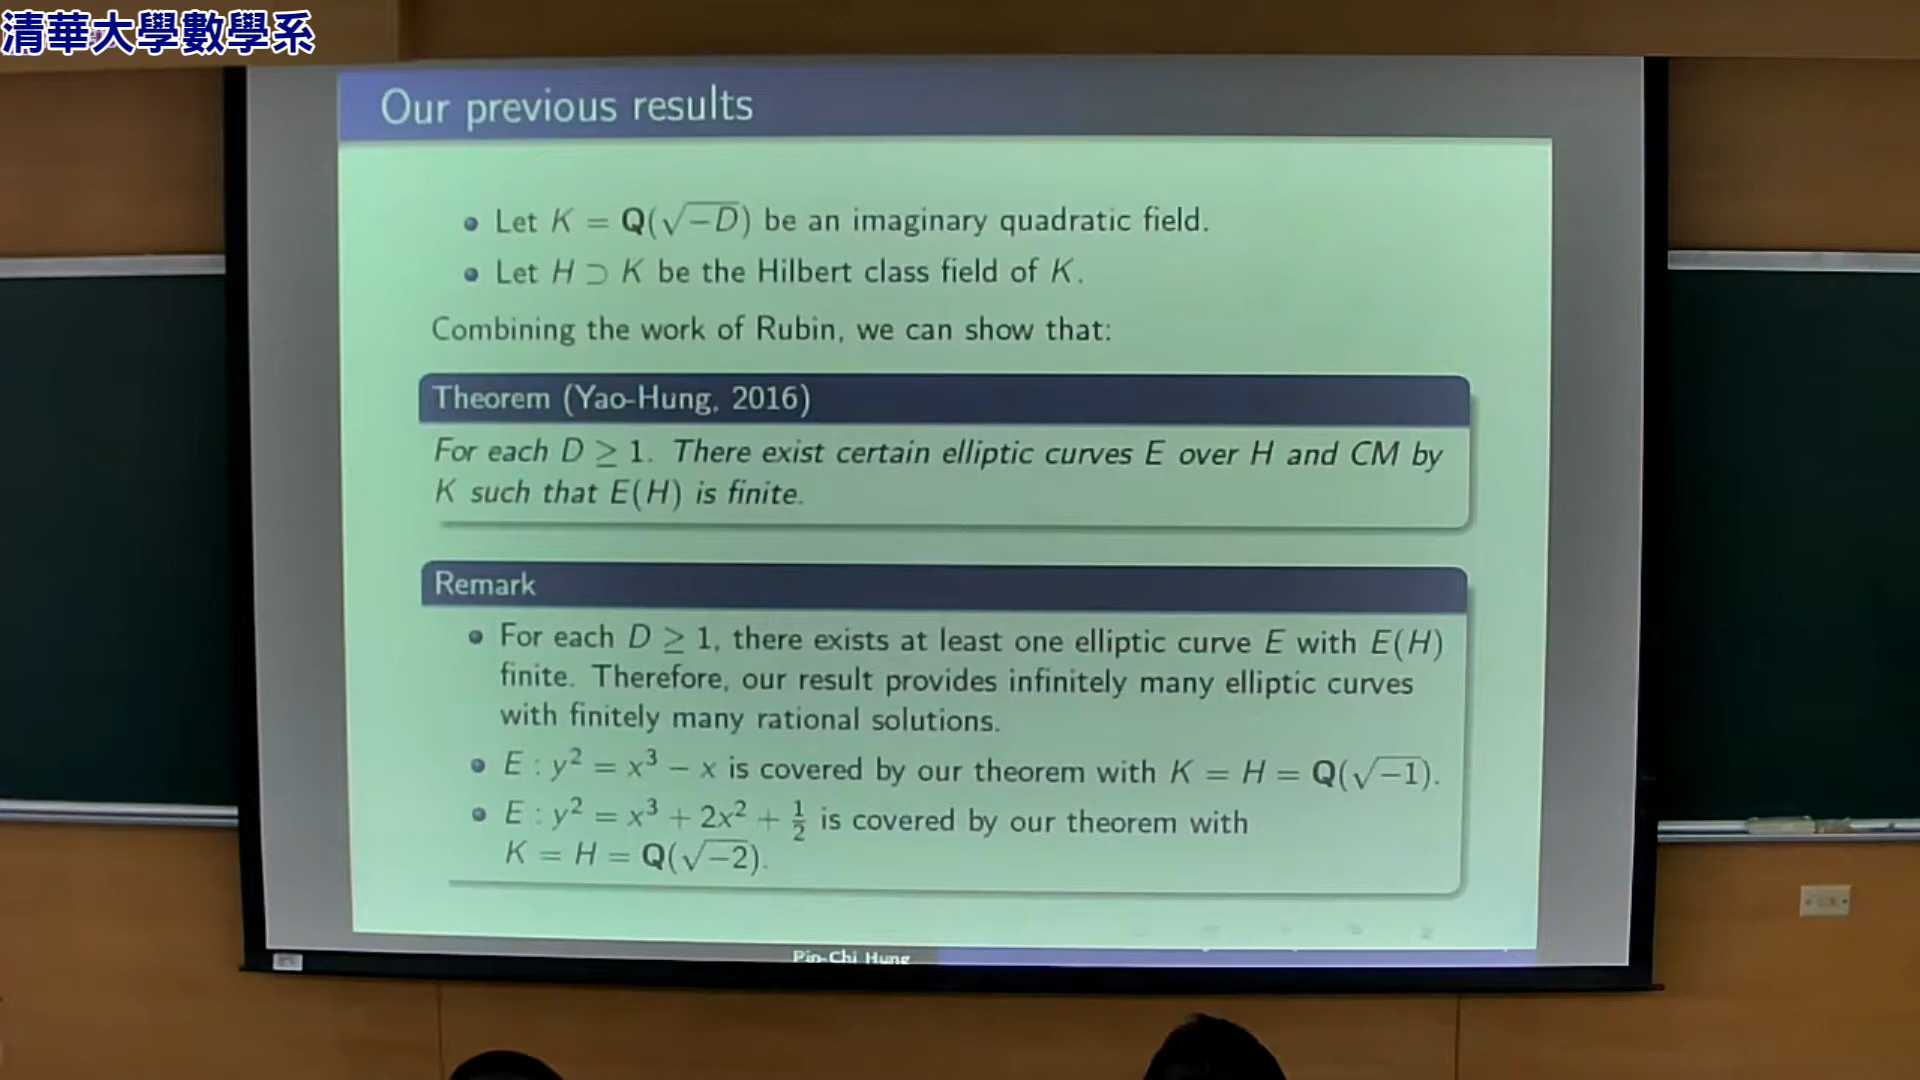 清華大學數學系
Our previous results
Let K = Q(√−D) be an imaginary quadratic field.
Let H ⊃ K be the Hilbert class field of K.
Combining the work of Rubin, we can show that:
Theorem (Yao-Hung, 2016)
For each D ≥ 1. There exist certain elliptic curves E over H and CM by
K such that E(H) is finite.
Remark
For each D ≥ 1, there exists at least one elliptic curve E with E(H)
finite. Therefore, our result provides infinitely many elliptic curves
with finitely many rational solutions.
E : y² = x³ − x is covered by our theorem with K = H = Q(√−1).
E : y² = x³ + 2x² + ½ is covered by our theorem with
K = H = Q(√−2).
Pin-Chi Hung